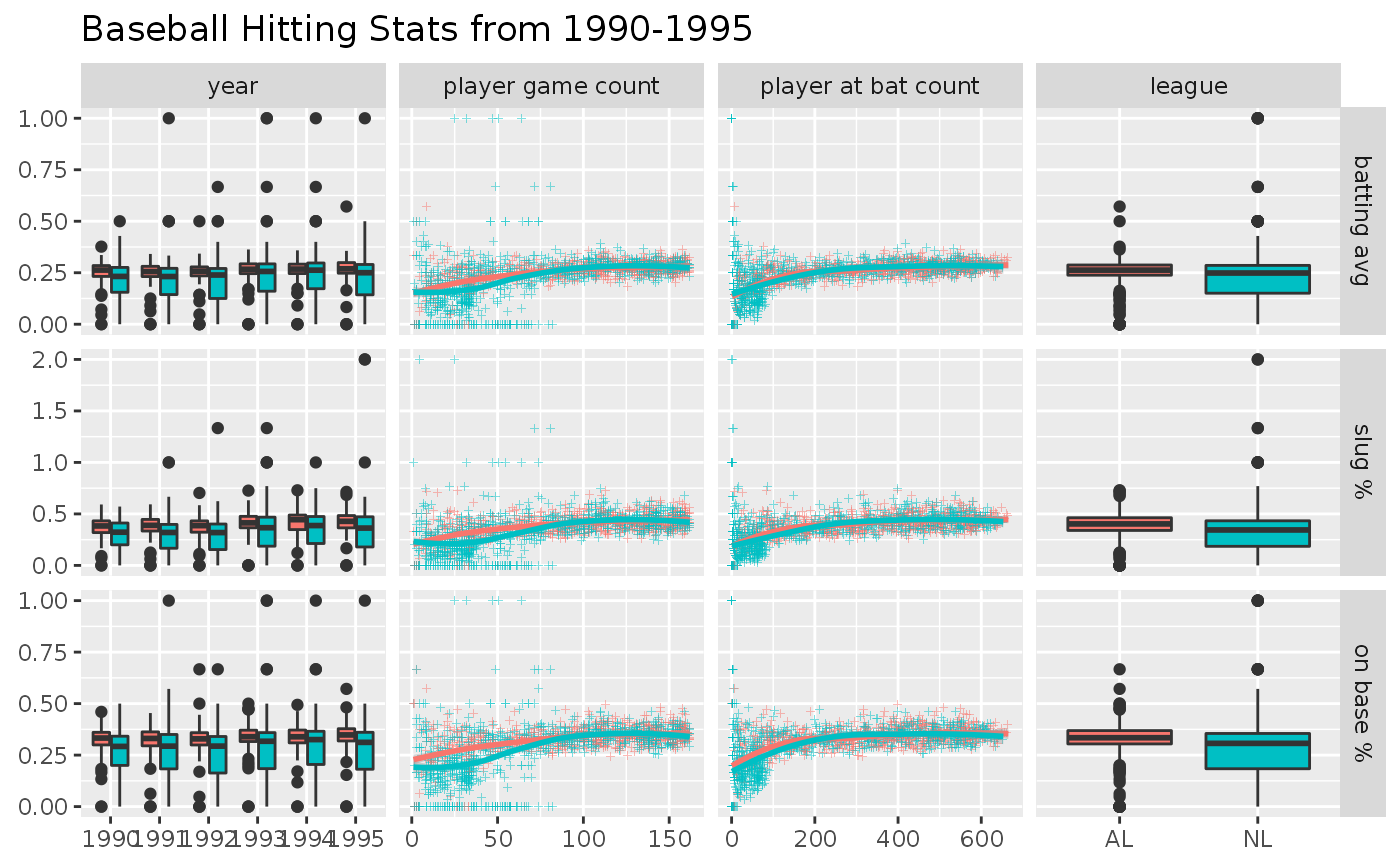 Baseball Hitting Stats from 1990-1995
year player game count player at bat count league
1.00
0.75
0.50
0.25
0.00
batting avg
2.0
1.5
1.0
0.5
0.0
slug %
1.00
0.75
0.50
0.25
0.00
on base %
1990 1991 1992 1993 1994 1995 0 50 100 150 0 200 400 600 AL NL